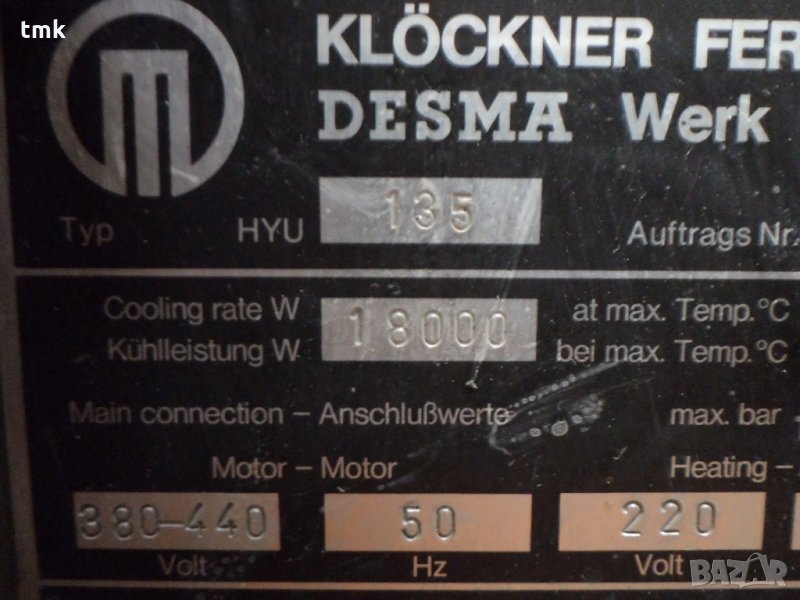 tmk
KLÖCKNER FER
DESMA Werk
Typ HYU 135 Auftrags Nr.
Cooling rate W 18000 at max. Temp.°C
Kühlleistung W bei max. Temp.°C
Main connection – Anschlußwerte max. bar
Motor – Motor Heating –
380-440 50 220
Volt Hz Volt
BAZAR